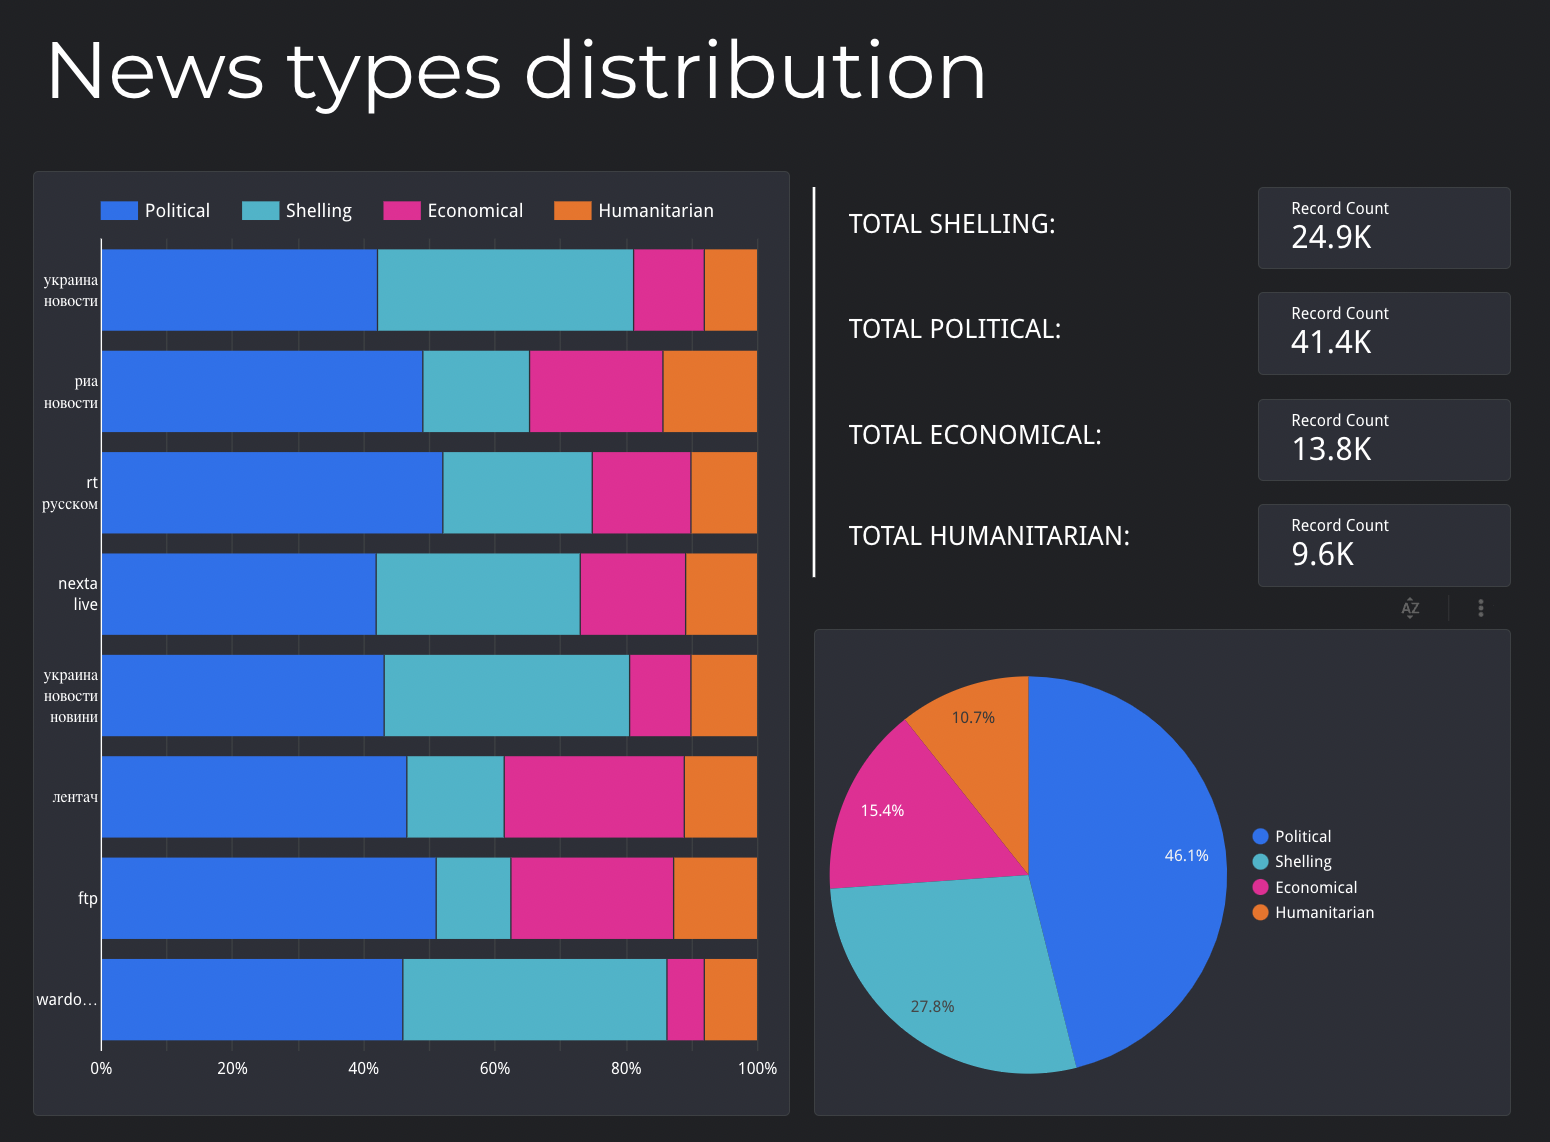 News types distribution
Political Shelling Economical Humanitarian
украина
новости
риа
новости
rt
русском
nexta
live
украина
новости
новини
лентач
ftp
wardo...
0% 20% 40% 60% 80% 100%
TOTAL SHELLING:
Record Count
24.9K
TOTAL POLITICAL:
Record Count
41.4K
TOTAL ECONOMICAL:
Record Count
13.8K
TOTAL HUMANITARIAN:
Record Count
9.6K
AZ
10.7%
15.4%
46.1%
27.8%
Political
Shelling
Economical
Humanitarian